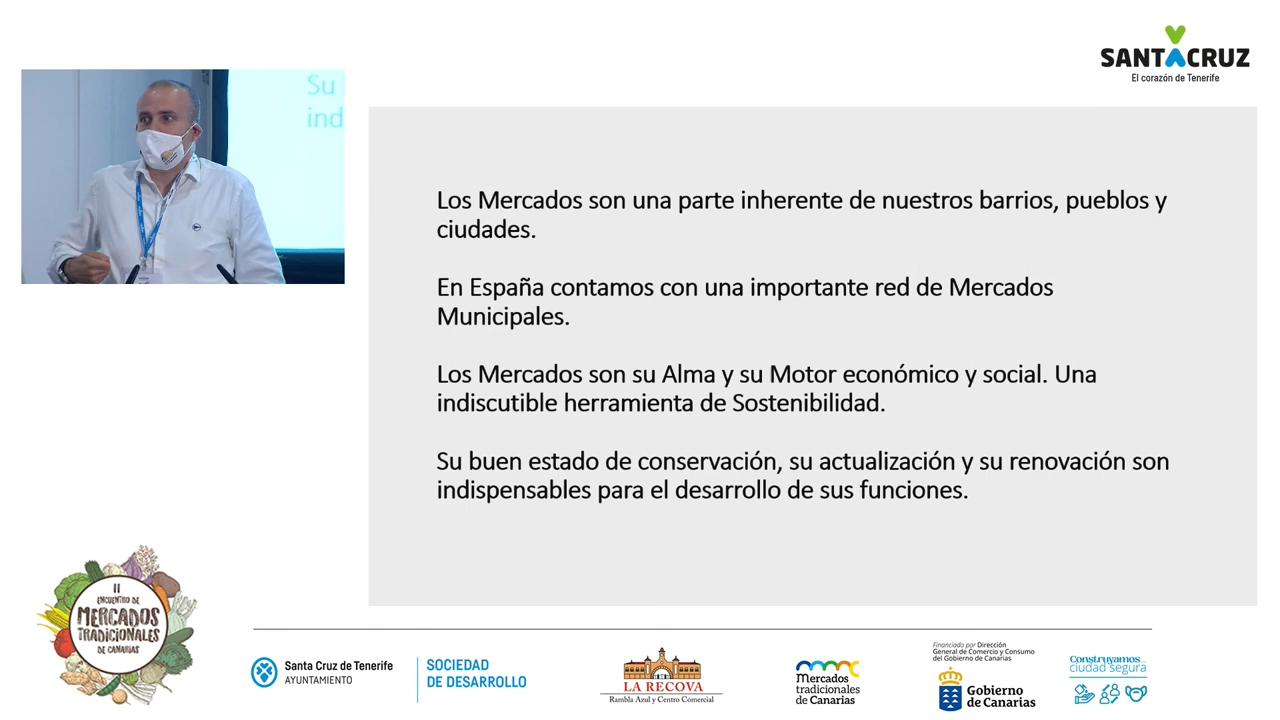 SANTACRUZ
El corazón de Tenerife
Su
ind
Los Mercados son una parte inherente de nuestros barrios, pueblos y
ciudades.
En España contamos con una importante red de Mercados
Municipales.
Los Mercados son su Alma y su Motor económico y social. Una
indiscutible herramienta de Sostenibilidad.
Su buen estado de conservación, su actualización y su renovación son
indispensables para el desarrollo de sus funciones.
II
ENCUENTRO DE
MERCADOS
TRADICIONALES
DE CANARIAS
Santa Cruz de Tenerife
AYUNTAMIENTO
SOCIEDAD
DE DESARROLLO
LA RECOVA
Rambla Azul y Centro Comercial
Mercados
tradicionales
de Canarias
Financiado por Dirección
General de Comercio y Consumo
del Gobierno de Canarias
Gobierno
de Canarias
Construyamos
ciudad segura